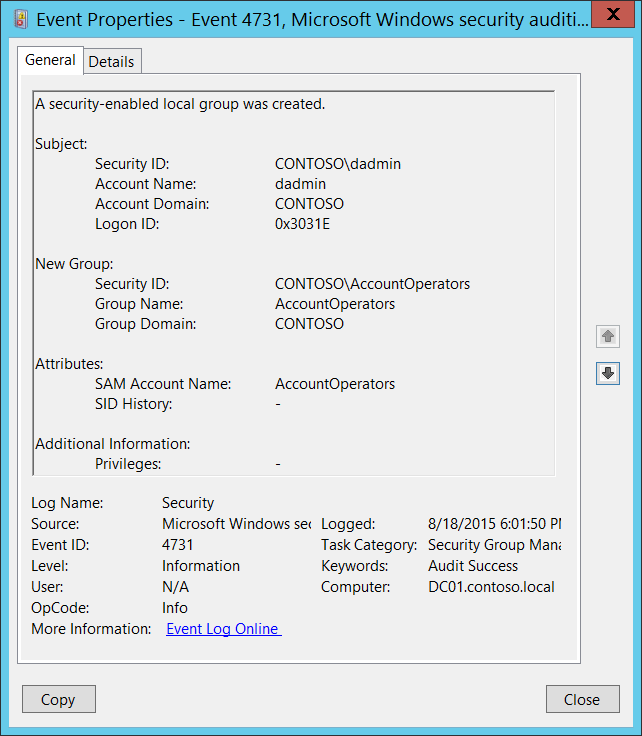 Event Properties - Event 4731, Microsoft Windows security auditi...
X
General Details
A security-enabled local group was created.
Subject:
Security ID: CONTOSO\dadmin
Account Name: dadmin
Account Domain: CONTOSO
Logon ID: 0x3031E
New Group:
Security ID: CONTOSO\AccountOperators
Group Name: AccountOperators
Group Domain: CONTOSO
Attributes:
SAM Account Name: AccountOperators
SID History: -
Additional Information:
Privileges: -
Log Name: Security
Source: Microsoft Windows sec Logged: 8/18/2015 6:01:50 PM
Event ID: 4731 Task Category: Security Group Mana
Level: Information Keywords: Audit Success
User: N/A Computer: DC01.contoso.local
OpCode: Info
More Information: Event Log Online
Copy Close